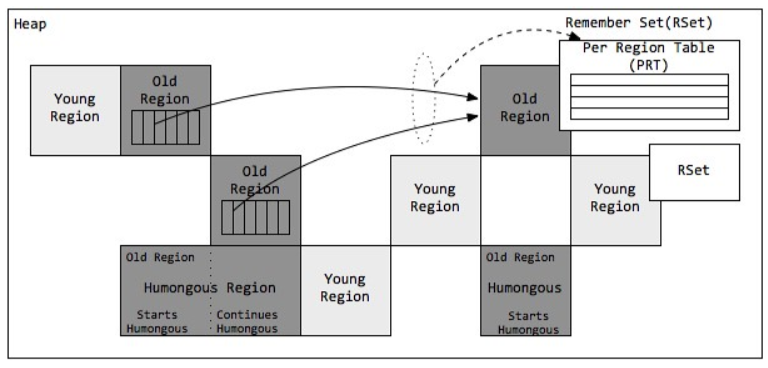 Heap
Remember Set(RSet)
Per Region Table
(PRT)
Young
Region
Old
Region
Old
Region
Old
Region
Young
Region
Young
Region
RSet
Old Region
Humongous Region
Starts
Humongous
Continues
Humongous
Young
Region
Old Region
Humongous
Starts
Humongous